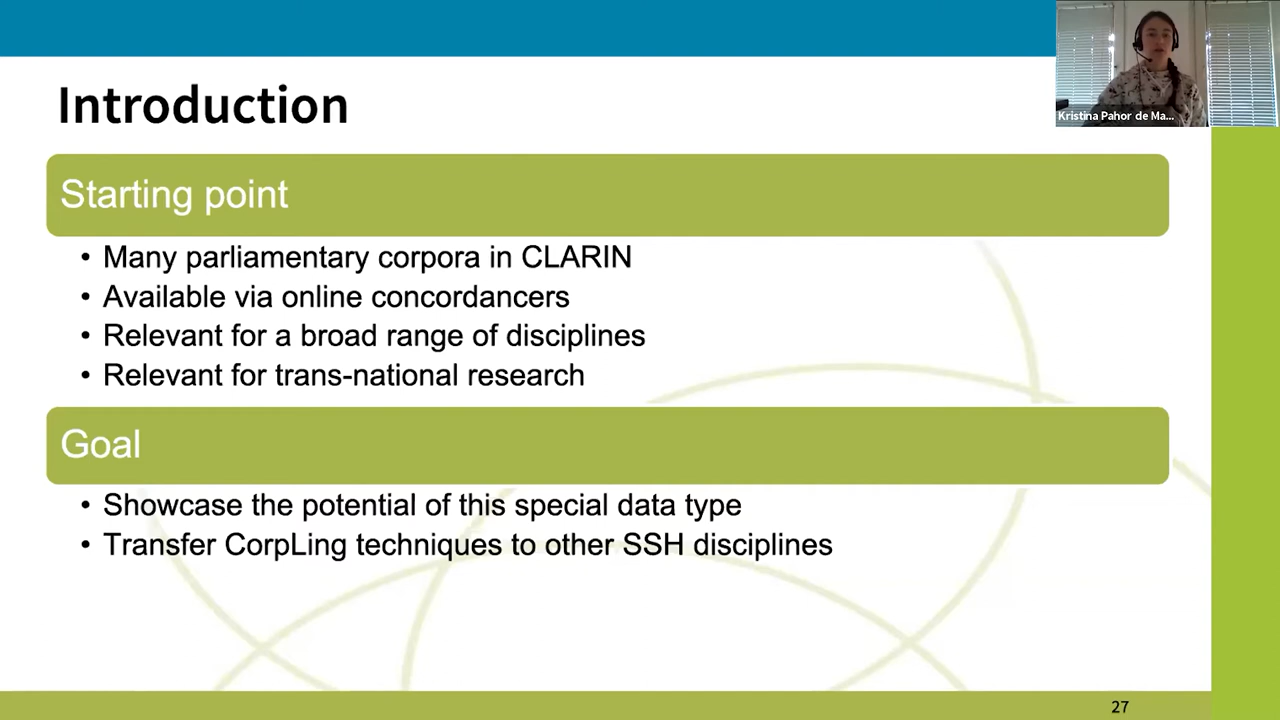 Kristina Pahor de Ma...
Introduction
Starting point
• Many parliamentary corpora in CLARIN
• Available via online concordancers
• Relevant for a broad range of disciplines
• Relevant for trans-national research
Goal
• Showcase the potential of this special data type
• Transfer CorpLing techniques to other SSH disciplines
27